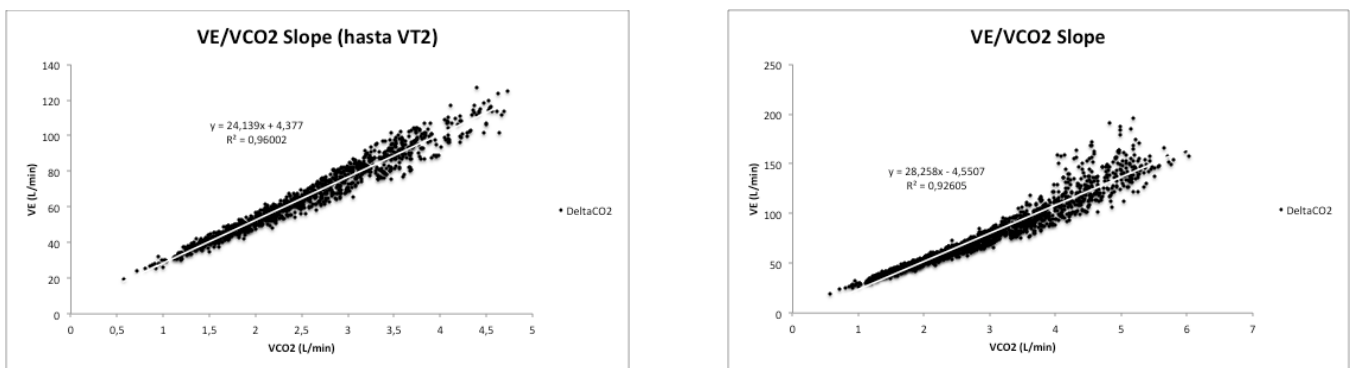 VE/VCO2 Slope (hasta VT2)
140
120
100
80
60
40
20
0
VE (L/min)
y = 24,139x + 4,377
R² = 0,96002
DeltaCO2
0 0,5 1 1,5 2 2,5 3 3,5 4 4,5 5
VCO2 (L/min)
VE/VCO2 Slope
250
200
150
100
50
0
VE (L/min)
y = 28,258x - 4,5507
R² = 0,92605
DeltaCO2
0 1 2 3 4 5 6 7
VCO2 (L/min)